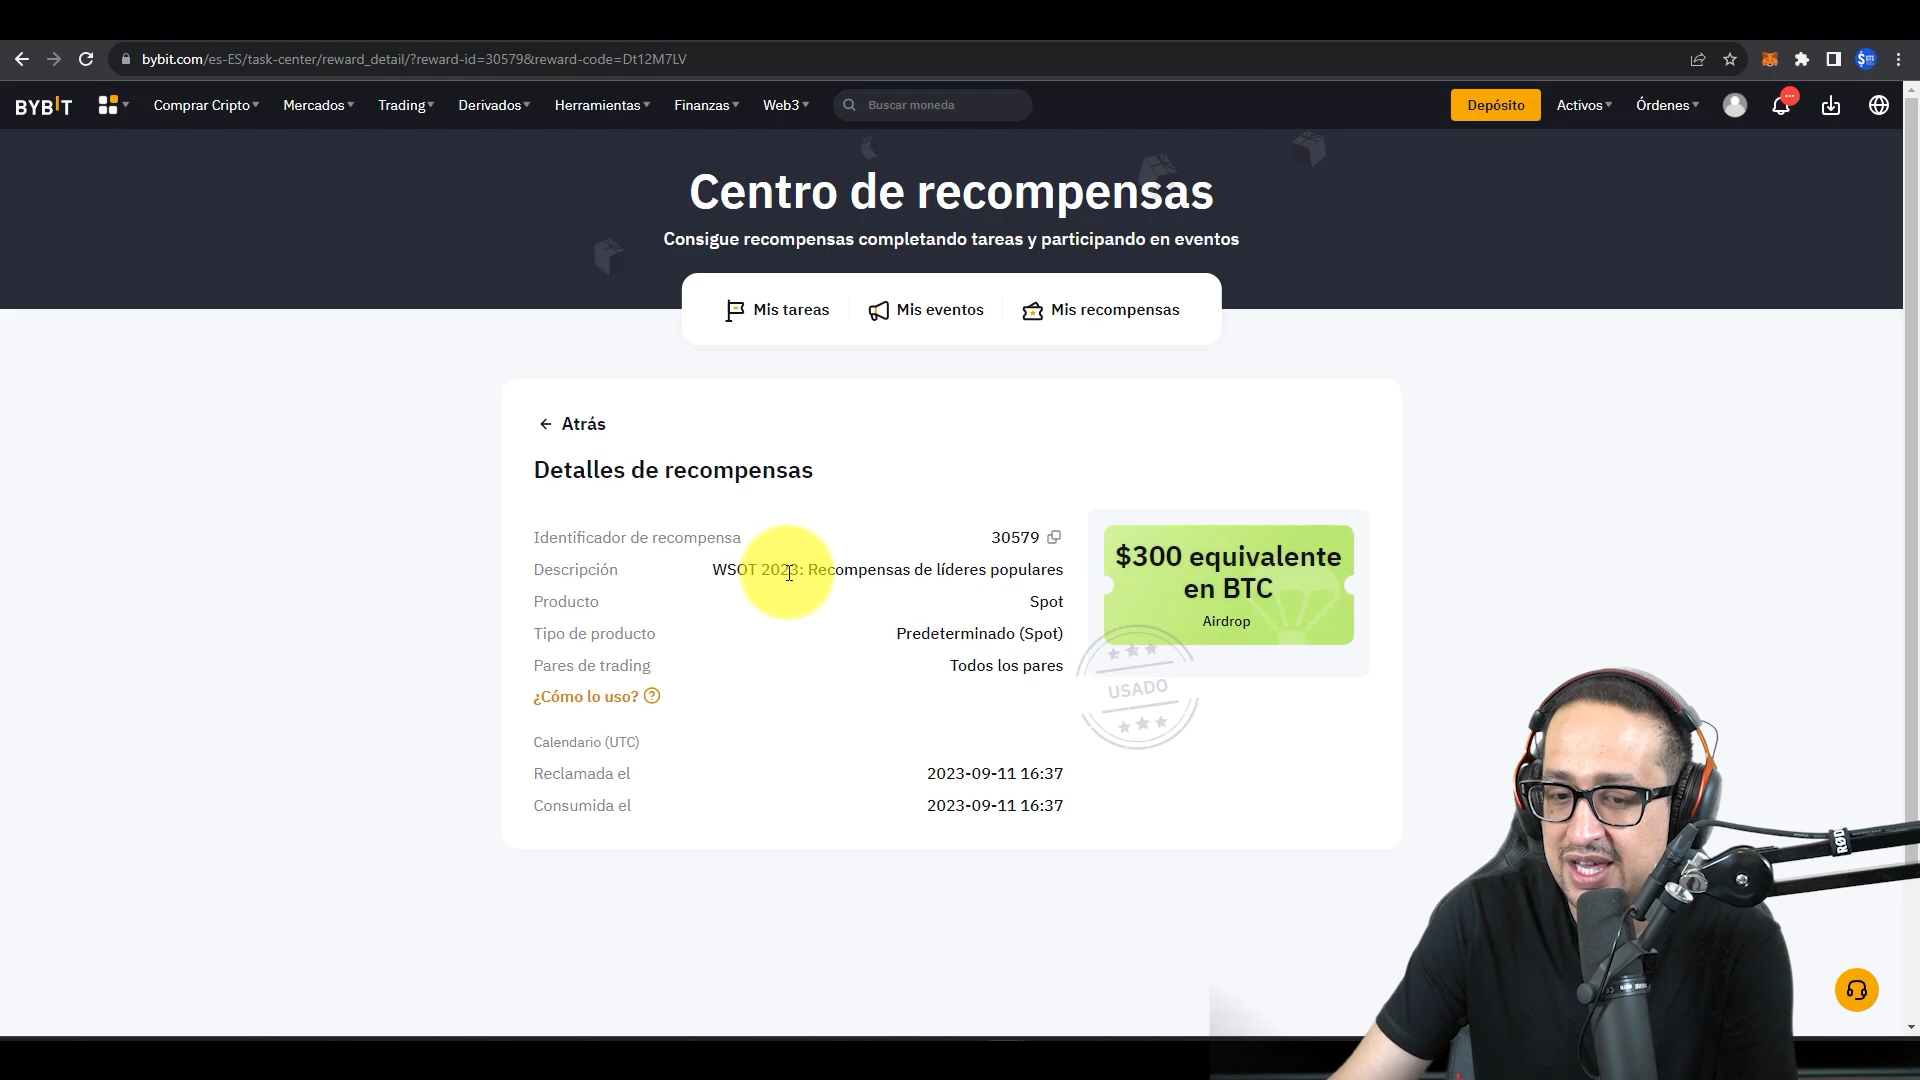 bybit.com/es-ES/task-center/reward_detail/?reward-id=30579&reward-code=Dt12M7LV
BYBIT Comprar Cripto Mercados Trading Derivados Herramientas Finanzas Web3 Buscar moneda Depósito Activos Órdenes
Centro de recompensas
Consigue recompensas completando tareas y participando en eventos
Mis tareas Mis eventos Mis recompensas
Atrás
Detalles de recompensas
Identificador de recompensa 30579
Descripción WSOT 2023: Recompensas de líderes populares
Producto Spot
Tipo de producto Predeterminado (Spot)
Pares de trading Todos los pares
¿Cómo lo uso?
$300 equivalente
en BTC
Airdrop
USADO
Calendario (UTC)
Reclamada el 2023-09-11 16:37
Consumida el 2023-09-11 16:37
RØDE